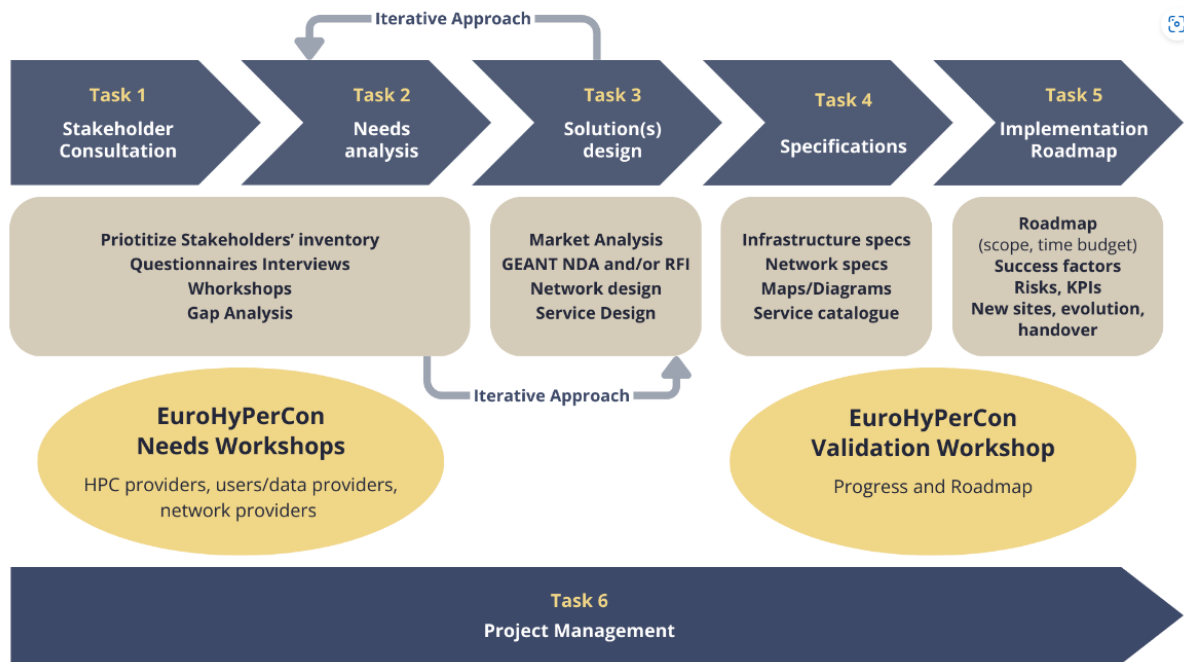 Iterative Approach
Task 1
Stakeholder
Consultation
Task 2
Needs
analysis
Task 3
Solution(s)
design
Task 4
Specifications
Task 5
Implementation
Roadmap
Priotitize Stakeholders’ inventory
Questionnaires Interviews
Whorkshops
Gap Analysis
Market Analysis
GEANT NDA and/or RFI
Network design
Service Design
Infrastructure specs
Network specs
Maps/Diagrams
Service catalogue
Roadmap
(scope, time budget)
Success factors
Risks, KPIs
New sites, evolution,
handover
Iterative Approach
EuroHyPerCon
Needs Workshops
HPC providers, users/data providers,
network providers
EuroHyPerCon
Validation Workshop
Progress and Roadmap
Task 6
Project Management